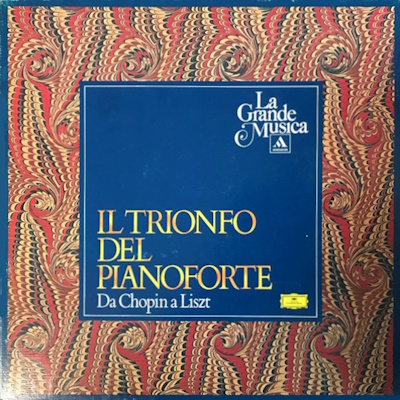 La
Grande
Musica
IL TRIONFO
DEL
PIANOFORTE
Da Chopin a Liszt